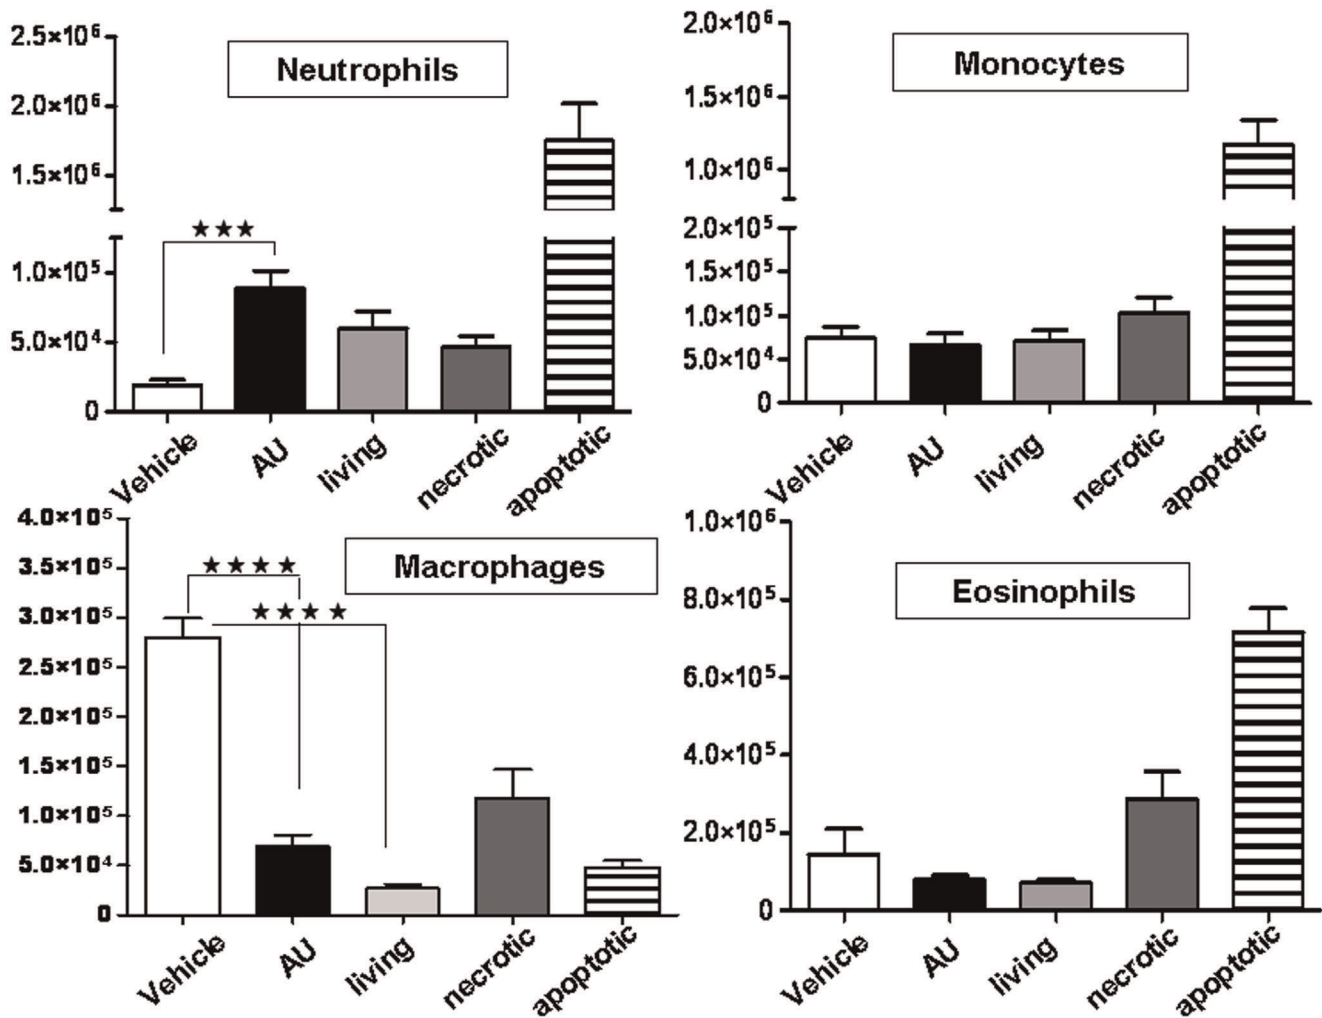 Neutrophils
2.5×10⁶
2.0×10⁶
1.5×10⁶
1.0×10⁵
5.0×10⁴
0
★★★
Vehicle
AU
living
necrotic
apoptotic
Monocytes
2.0×10⁶
1.5×10⁶
1.0×10⁶
2.0×10⁵
1.5×10⁵
1.0×10⁵
5.0×10⁴
0
Vehicle
AU
living
necrotic
apoptotic
Macrophages
4.0×10⁵
3.5×10⁵
3.0×10⁵
2.5×10⁵
2.0×10⁵
1.5×10⁵
1.0×10⁵
5.0×10⁴
0
★★★★
★★★★
Vehicle
AU
living
necrotic
apoptotic
Eosinophils
1.0×10⁶
8.0×10⁵
6.0×10⁵
4.0×10⁵
2.0×10⁵
0
Vehicle
AU
living
necrotic
apoptotic